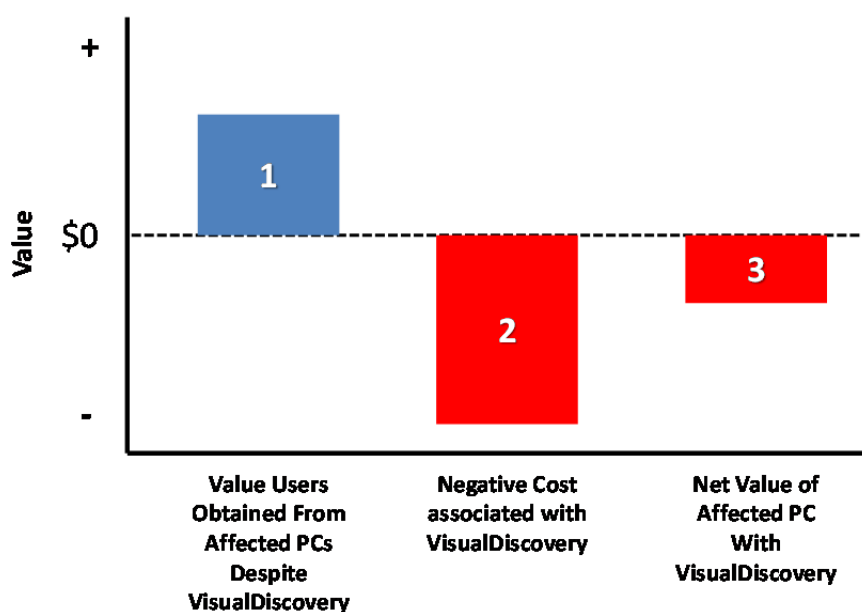 +
1
Value
$0
3
2
-
Value Users
Obtained From
Affected PCs
Despite
VisualDiscovery
Negative Cost
associated with
VisualDiscovery
Net Value of
Affected PC
With
VisualDiscovery